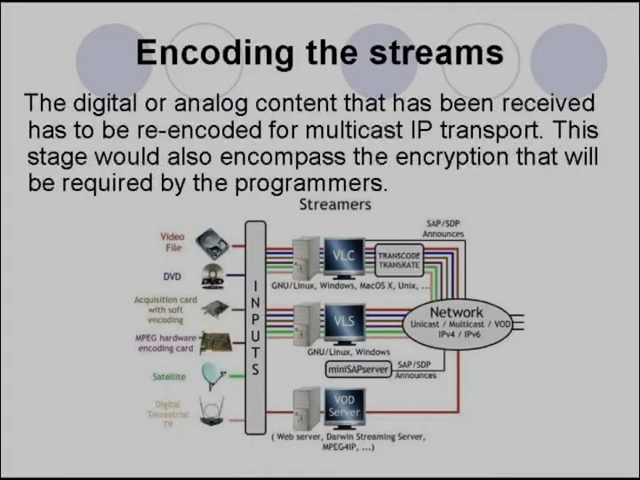 Encoding the streams
The digital or analog content that has been received
has to be re-encoded for multicast IP transport. This
stage would also encompass the encryption that will
be required by the programmers.
Streamers
SAP/SDP
Announces
Video
File
VLC
TRANSCODE
TRANSRATE
DVD
GNU/Linux, Windows, MacOS X, Unix, ...
Acquisition card
with soft
encoding
INPUTS
VLS
Network
Unicast / Multicast / VOD
IPv4 / IPv6
MPEG hardware
encoding card
GNU/Linux, Windows
miniSAPserver
SAP/SDP
Announces
Satellite
Digital
Terrestrial
TV
VOD
Server
( Web server, Darwin Streaming Server,
MPEG4IP, ...)